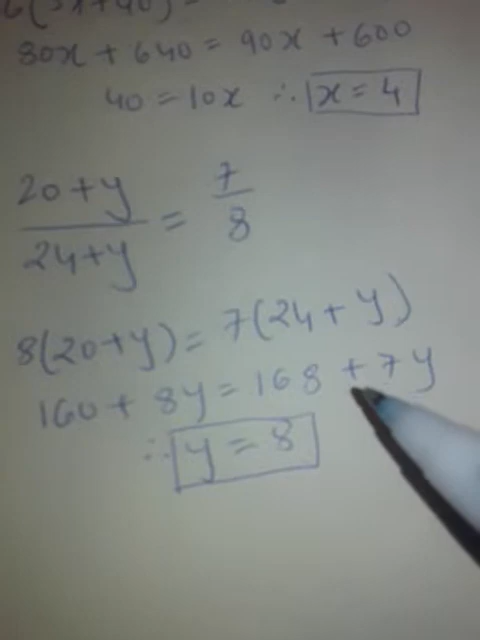 80x + 640 = 90x + 600
40 = 10x ∴ x = 4
20+y
24+y
=
7
8
8(20+y) = 7(24+y)
160 + 8y = 168 + 7y
∴ y = 8